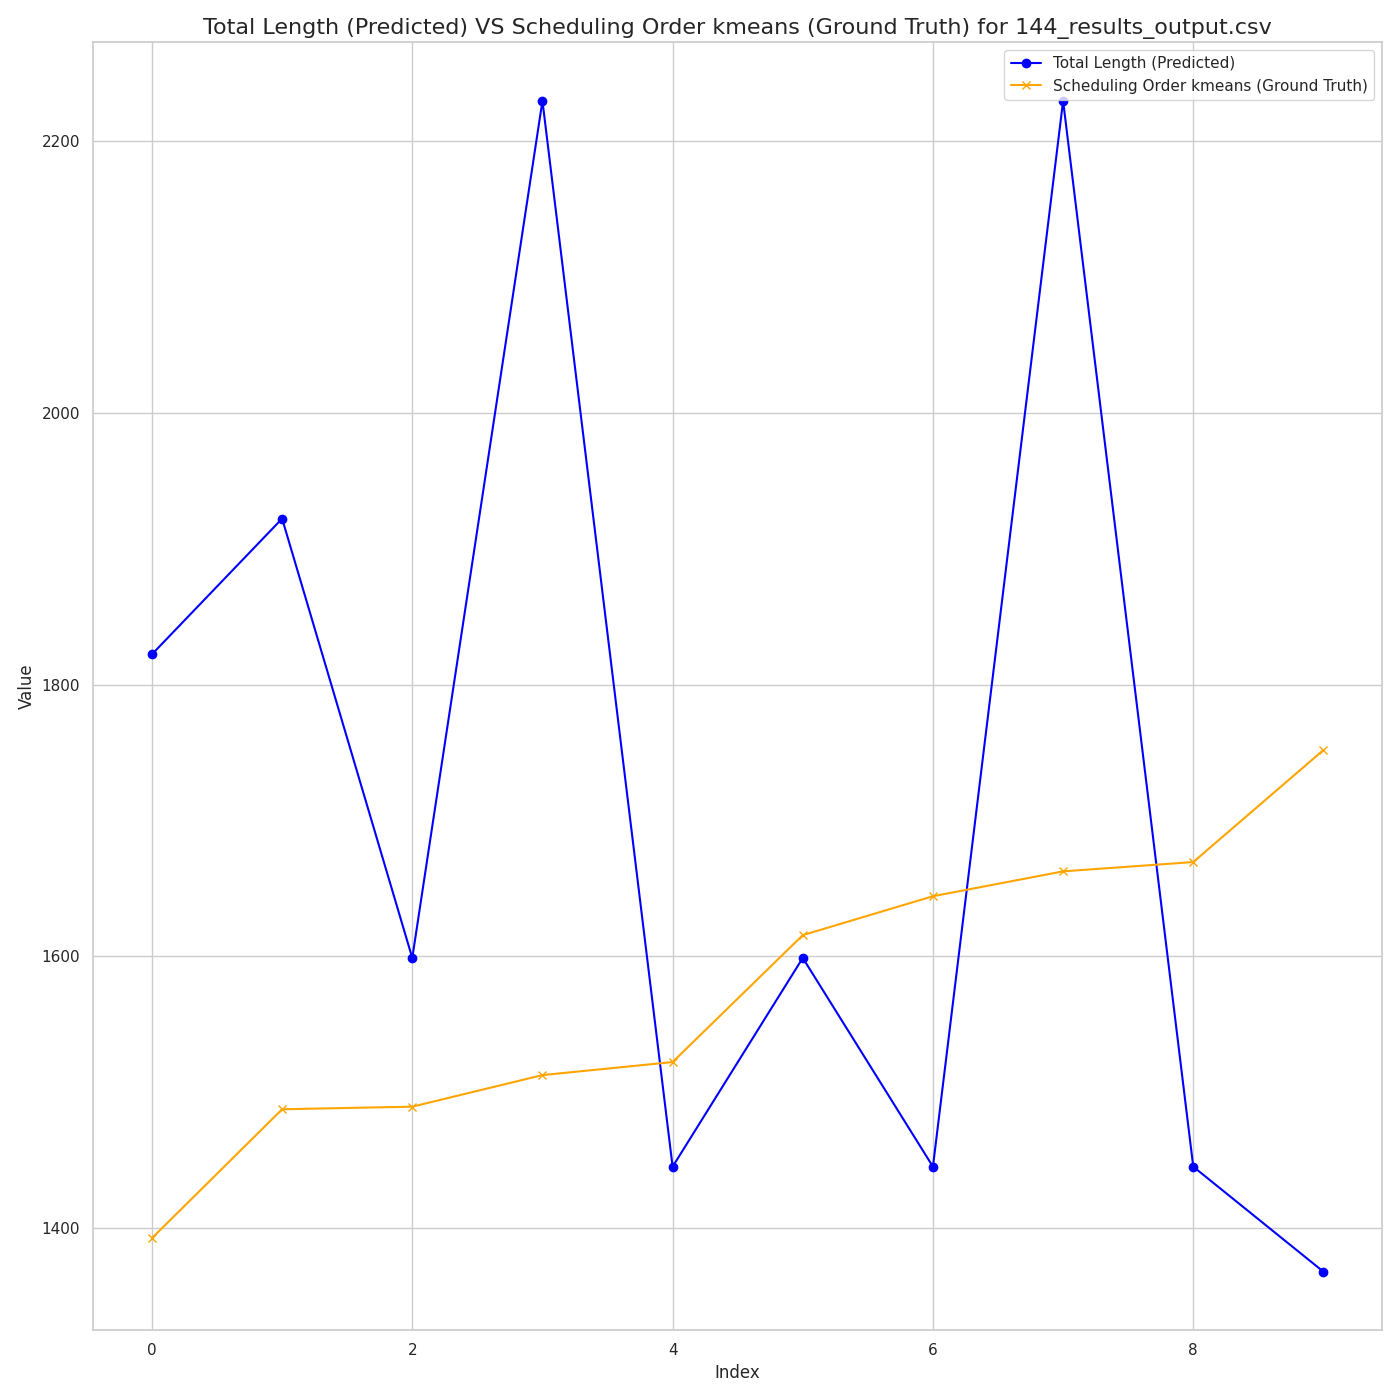 Total Length (Predicted) VS Scheduling Order kmeans (Ground Truth) for 144_results_output.csv
Total Length (Predicted)
Scheduling Order kmeans (Ground Truth)
2200
2000
1800
1600
1400
Value
0 2 4 6 8
Index